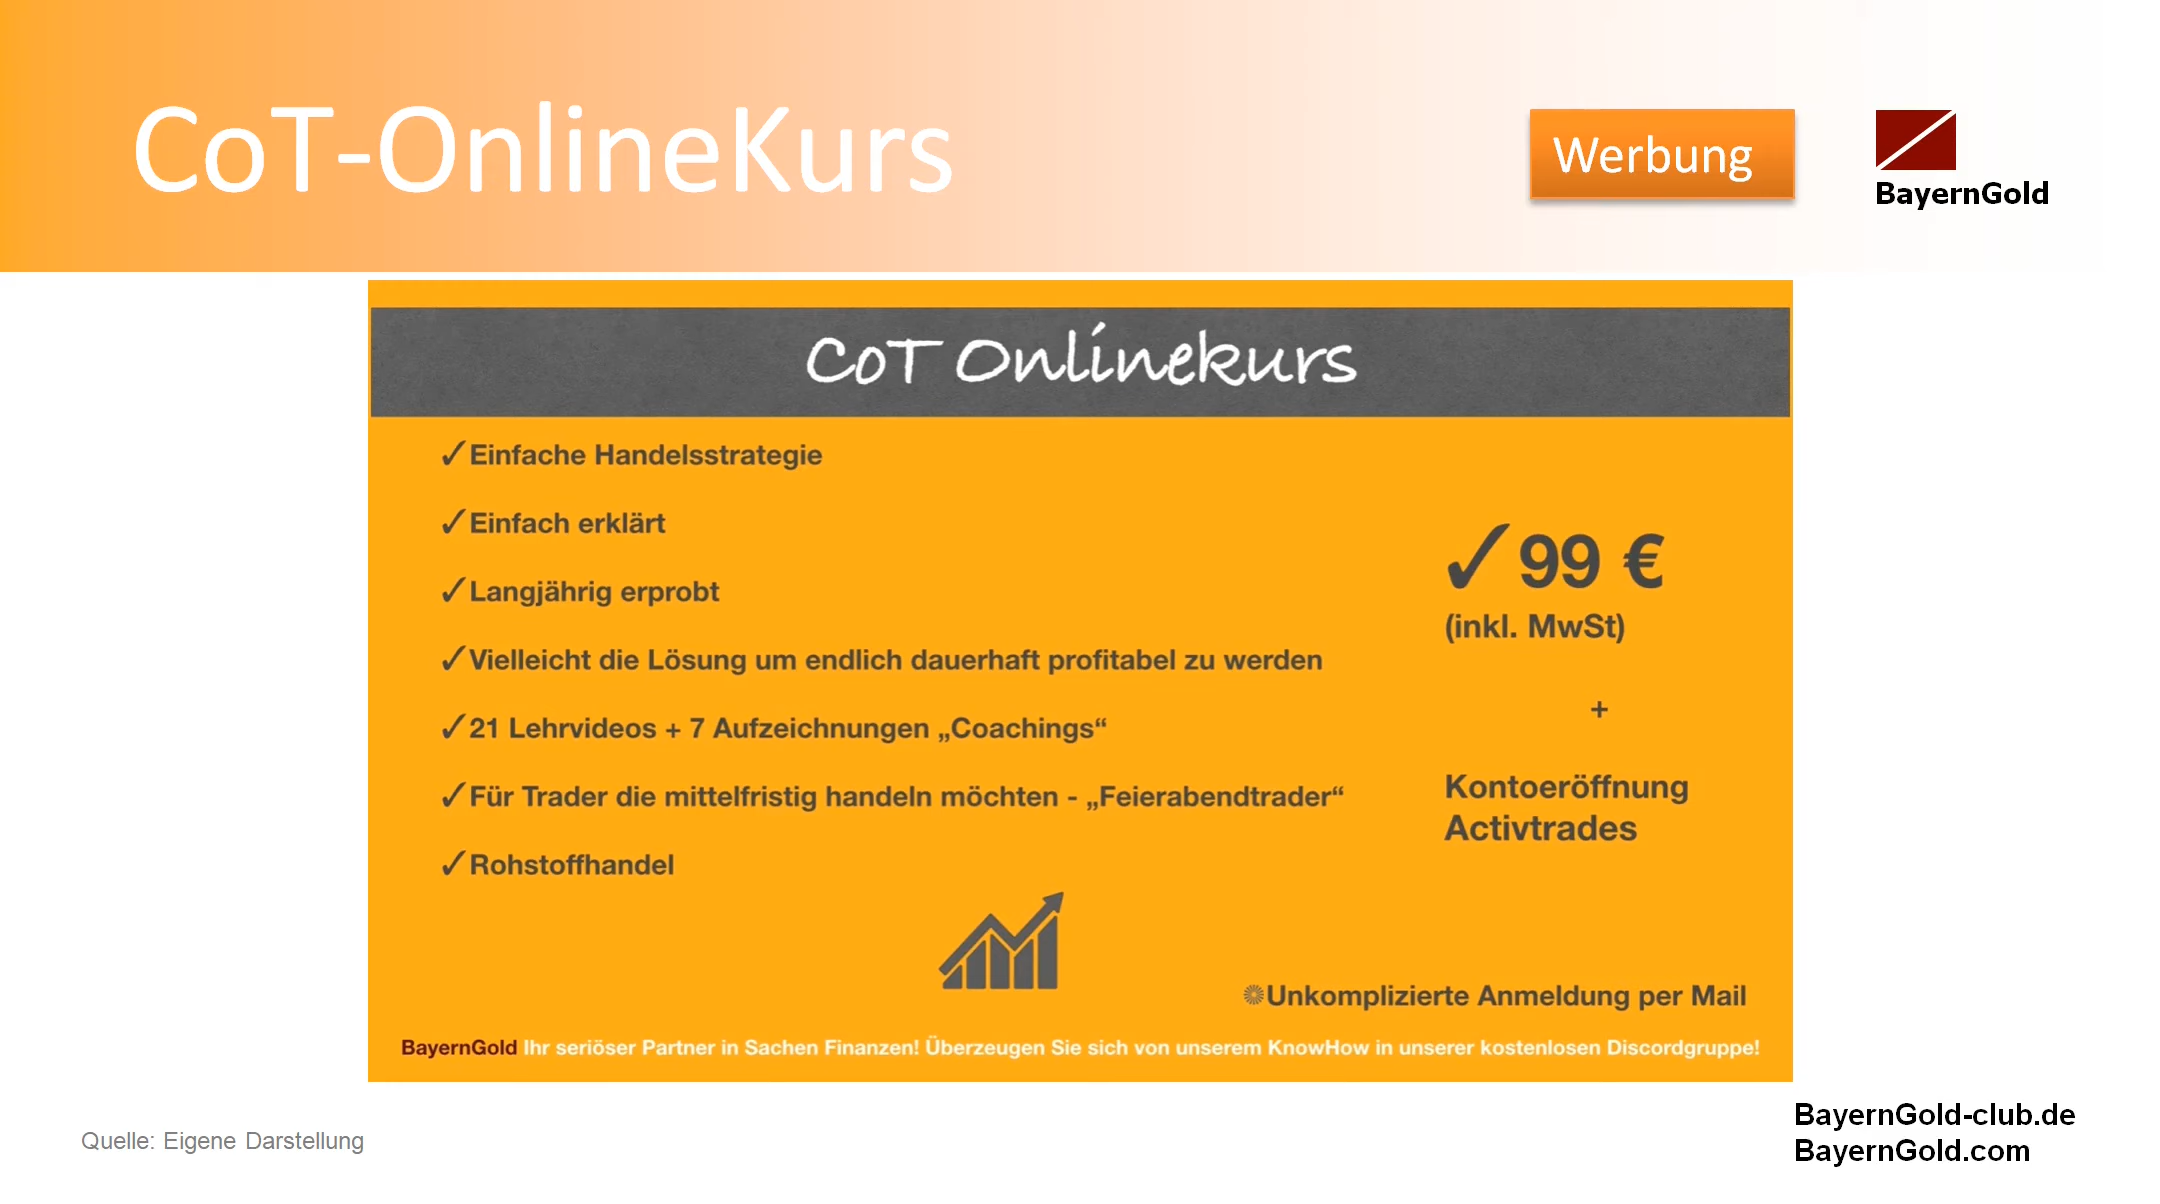 CoT-OnlineKurs
Werbung
BayernGold
CoT Onlinekurs
✓Einfache Handelsstrategie
✓Einfach erklärt
✓Langjährig erprobt
✓Vielleicht die Lösung um endlich dauerhaft profitabel zu werden
✓21 Lehrvideos + 7 Aufzeichnungen „Coachings“
✓Für Trader die mittelfristig handeln möchten - „Feierabendtrader“
✓Rohstoffhandel
✓99 €
(inkl. MwSt)
+
Kontoeröffnung
Activtrades
Unkomplizierte Anmeldung per Mail
BayernGold Ihr seriöser Partner in Sachen Finanzen! Überzeugen Sie sich von unserem KnowHow in unserer kostenlosen Discordgruppe!
Quelle: Eigene Darstellung
BayernGold-club.de
BayernGold.com